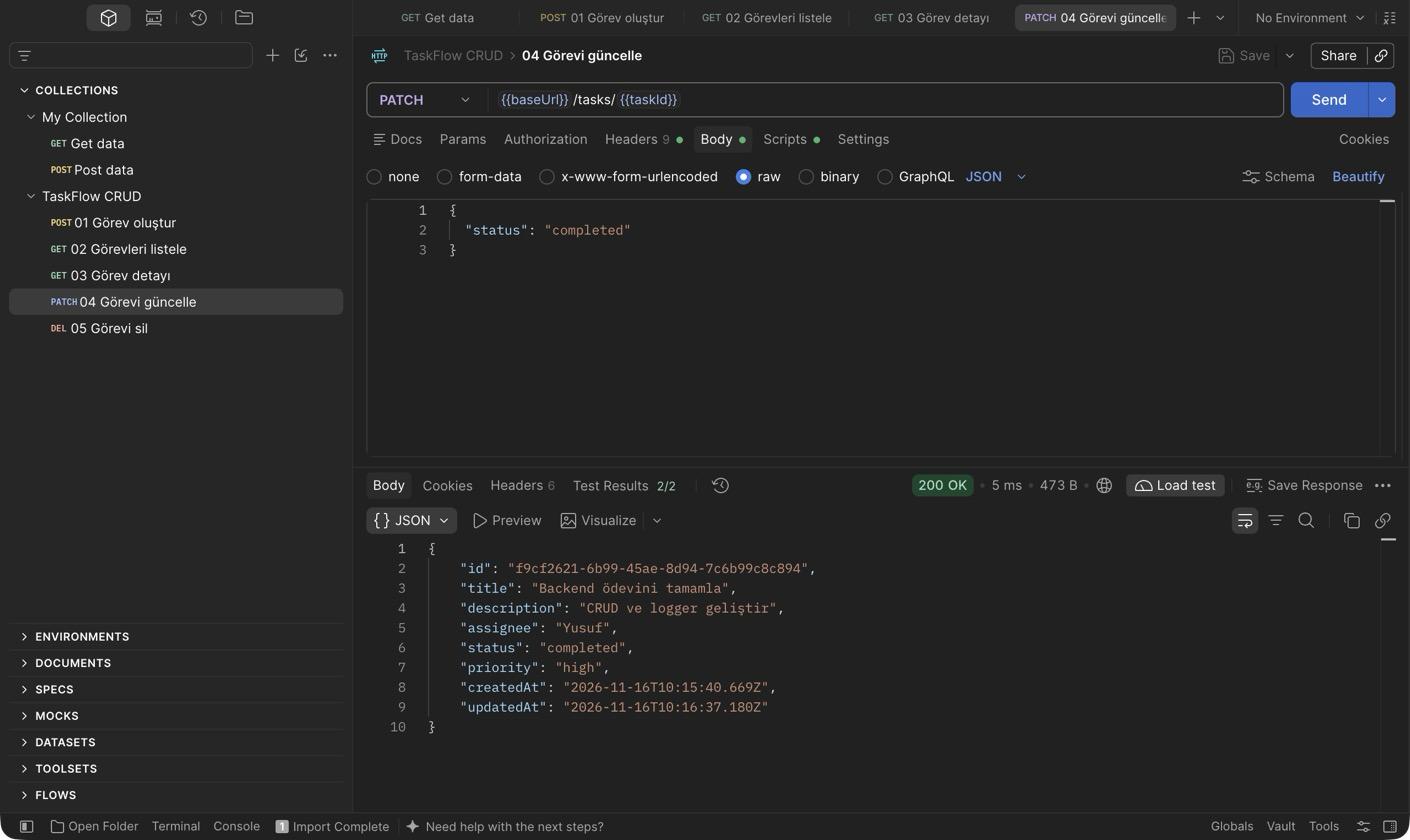 GET Get data
POST 01 Görev oluştur
GET 02 Görevleri listele
GET 03 Görev detayı
PATCH 04 Görevi güncelle
No Environment
HTTP TaskFlow CRUD > 04 Görevi güncelle
Save
Share
COLLECTIONS
My Collection
GET Get data
POST Post data
TaskFlow CRUD
POST 01 Görev oluştur
GET 02 Görevleri listele
GET 03 Görev detayı
PATCH 04 Görevi güncelle
DEL 05 Görevi sil
ENVIRONMENTS
DOCUMENTS
SPECS
MOCKS
DATASETS
TOOLSETS
FLOWS
PATCH {{baseUrl}} /tasks/ {{taskId}}
Send
Docs Params Authorization Headers 9 Body Scripts Settings Cookies
none form-data x-www-form-urlencoded raw binary GraphQL JSON Schema Beautify
1 {
2 "status": "completed"
3 }
Body Cookies Headers 6 Test Results 2/2 200 OK • 5 ms • 473 B • Load test e.g. Save Response
{} JSON Preview Visualize
1 {
2 "id": "f9cf2621-6b99-45ae-8d94-7c6b99c8c894",
3 "title": "Backend ödevini tamamla",
4 "description": "CRUD ve logger geliştir",
5 "assignee": "Yusuf",
6 "status": "completed",
7 "priority": "high",
8 "createdAt": "2026-11-16T10:15:40.669Z",
9 "updatedAt": "2026-11-16T10:16:37.180Z"
10 }
Open Folder Terminal Console 1 Import Complete Need help with the next steps? Globals Vault Tools